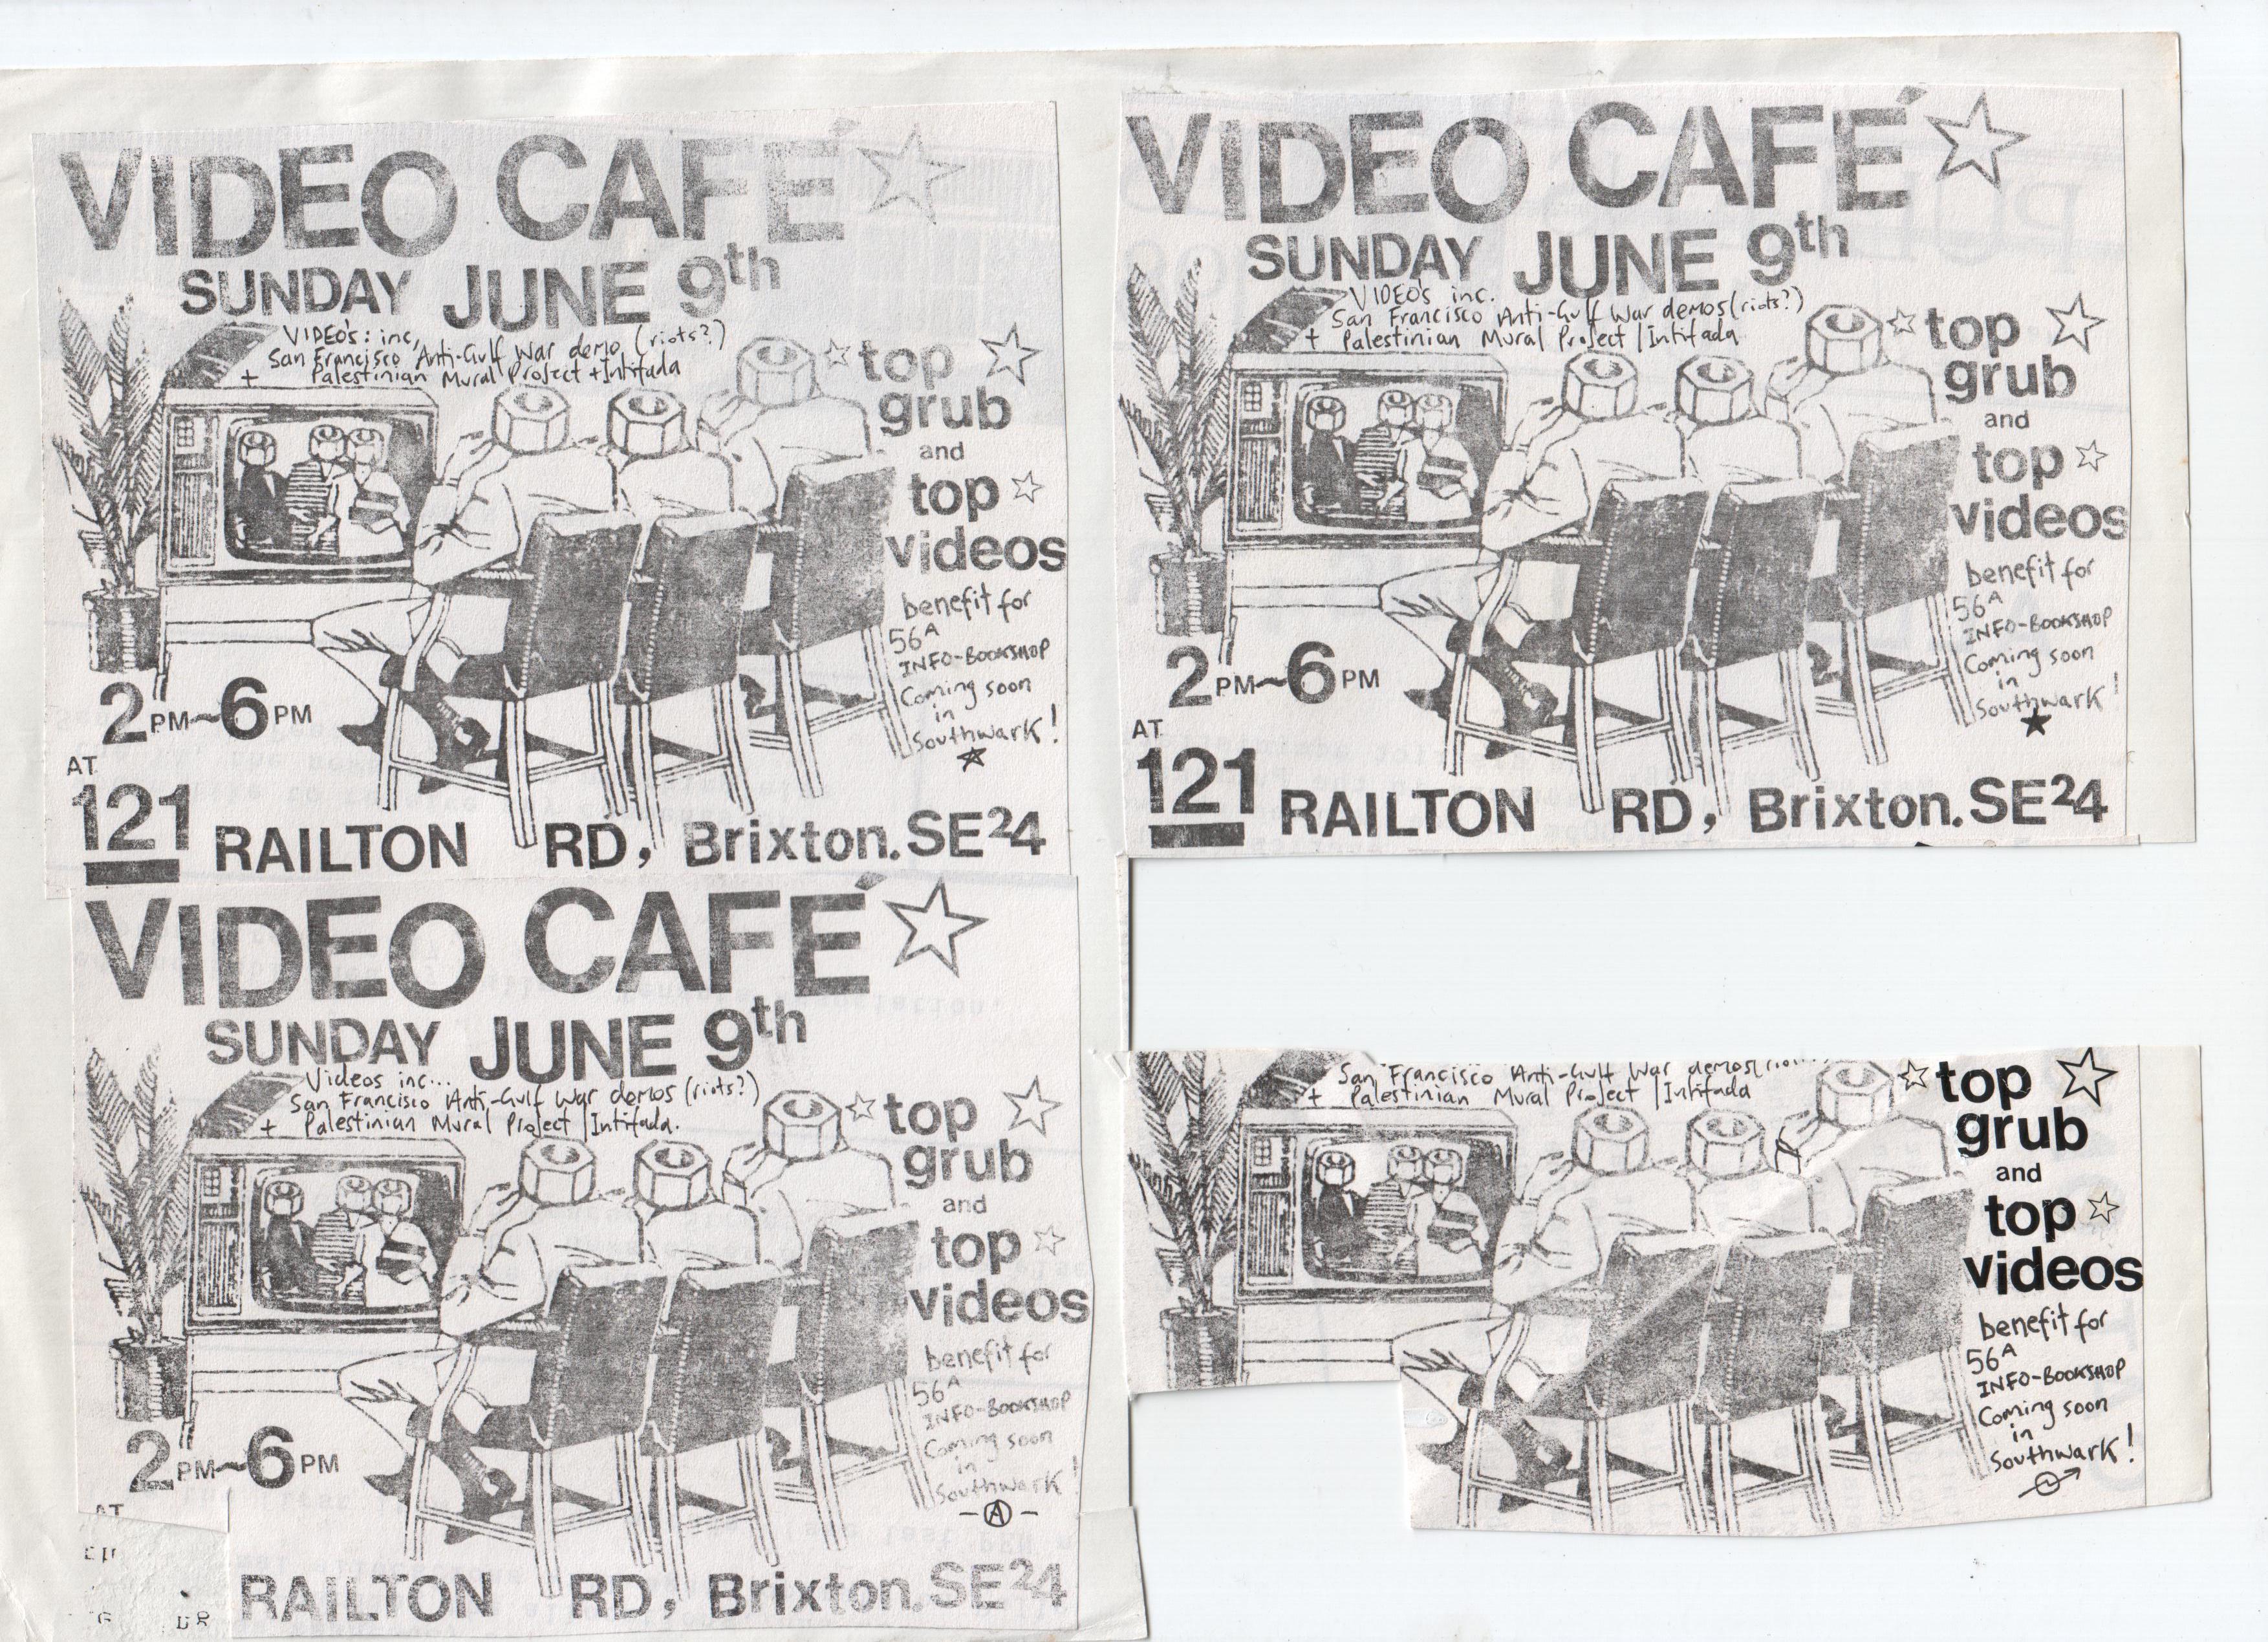 VIDEO CAFÉ
SUNDAY JUNE 9th
VIDEO'S: inc,
San Francisco Anti-Gulf War demo (riots?)
+ Palestinian Mural Project + Intifada
top
grub
and
top
videos
benefit for
56A
INFO-BOOKSHOP
Coming soon
in
Southwark!
2PM~6PM
AT
121 RAILTON RD, Brixton. SE24
VIDEO CAFÉ
SUNDAY JUNE 9th
VIDEO's inc.
San Francisco Anti-Gulf War demos (riots?)
+ Palestinian Mural Project / Intifada
top
grub
and
top
videos
benefit for
56A
INFO-BOOKSHOP
Coming soon
in
Southwark!
2PM~6PM
AT
121 RAILTON RD, Brixton. SE24
VIDEO CAFÉ
SUNDAY JUNE 9th
Videos inc...
San Francisco Anti-Gulf War demos (riots?)
+ Palestinian Mural Project / Intifada.
top
grub
and
top
videos
benefit for
56A
INFO-BOOKSHOP
Coming soon
in
Southwark!
-Ⓐ-
2PM~6PM
AT
RAILTON RD, Brixton. SE24
San Francisco Anti-Gulf War demos
+ Palestinian Mural Project / Intifada
top
grub
and
top
videos
benefit for
56A
INFO-BOOKSHOP
Coming soon
in
Southwark!